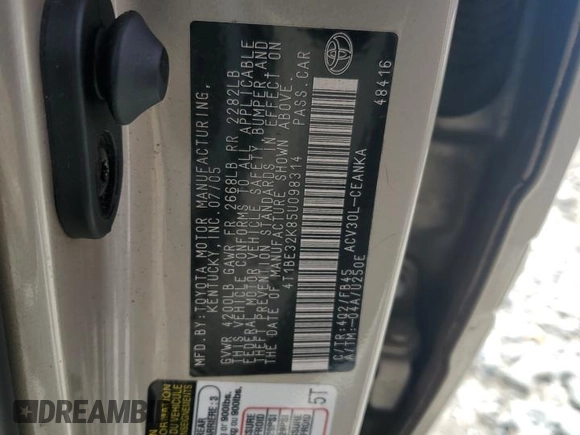 MFD. BY: TOYOTA MOTOR MANUFACTURING,
KENTUCKY, INC. 07/05
GVWR 4200LB GAWR FR 2668LB RR 2282LB
THIS VEHICLE CONFORMS TO ALL APPLICABLE
FEDERAL MOTOR VEHICLE SAFETY, BUMPER, AND
THEFT PREVENTION STANDARDS IN EFFECT ON
THE DATE OF MANUFACTURE SHOWN ABOVE.
4T1BE32K85U098314 PASS. CAR
C/TR:4Q2/FB45 ACV30L-CEANKA
A/TM:-04A/U250E 48416
DREAMB